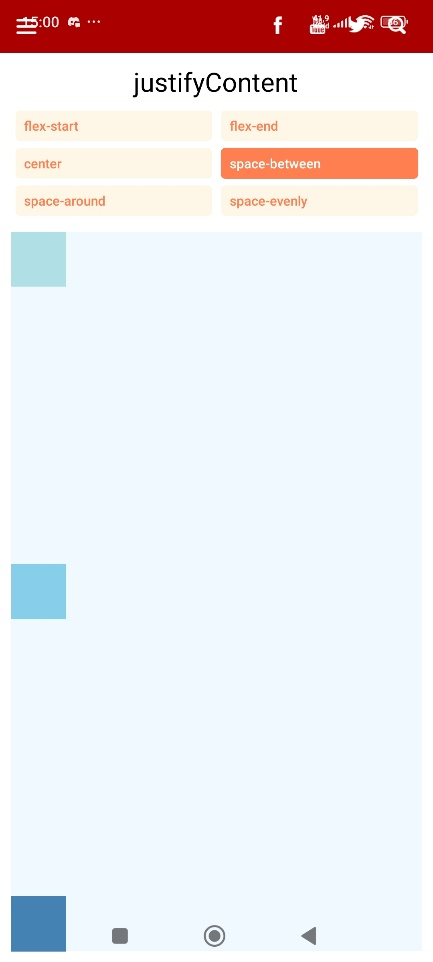 15:00
justifyContent
flex-start
flex-end
center
space-between
space-around
space-evenly